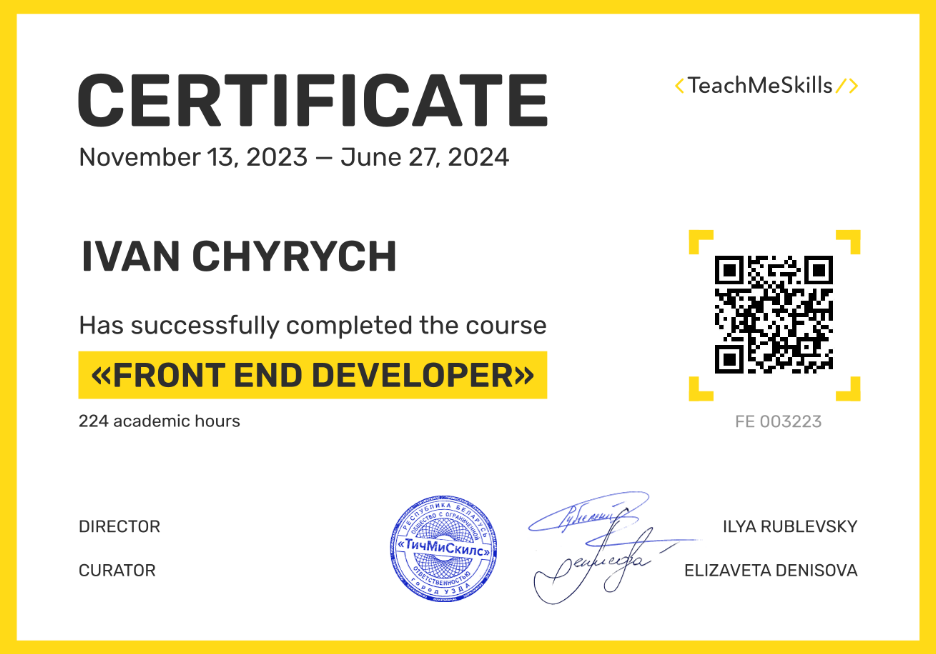 CERTIFICATE
<TeachMeSkills/>
November 13, 2023 — June 27, 2024
IVAN CHYRYCH
Has successfully completed the course
«FRONT END DEVELOPER»
224 academic hours
FE 003223
DIRECTOR
ILYA RUBLEVSKY
CURATOR
ELIZAVETA DENISOVA
РЕСПУБЛИКА БЕЛАРУСЬ
ОБЩЕСТВО С ОГРАНИЧЕННОЙ
«ТичМиСкилс»
ОТВЕТСТВЕННОСТЬЮ
город УЗДА